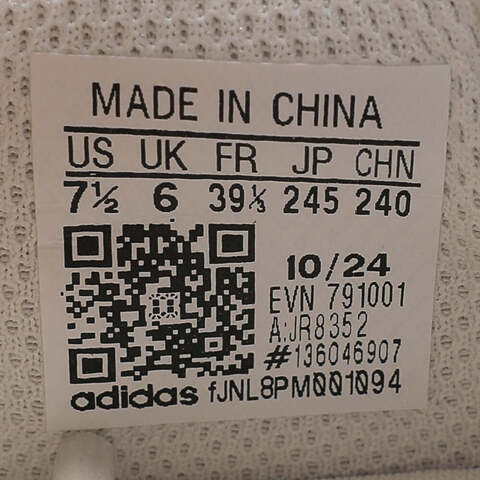 MADE IN CHINA
US UK FR JP CHN
7½ 6 39⅓ 245 240
10/24
EVN 791001
A:JR8352
#136046907
adidas fJNL8PM001094